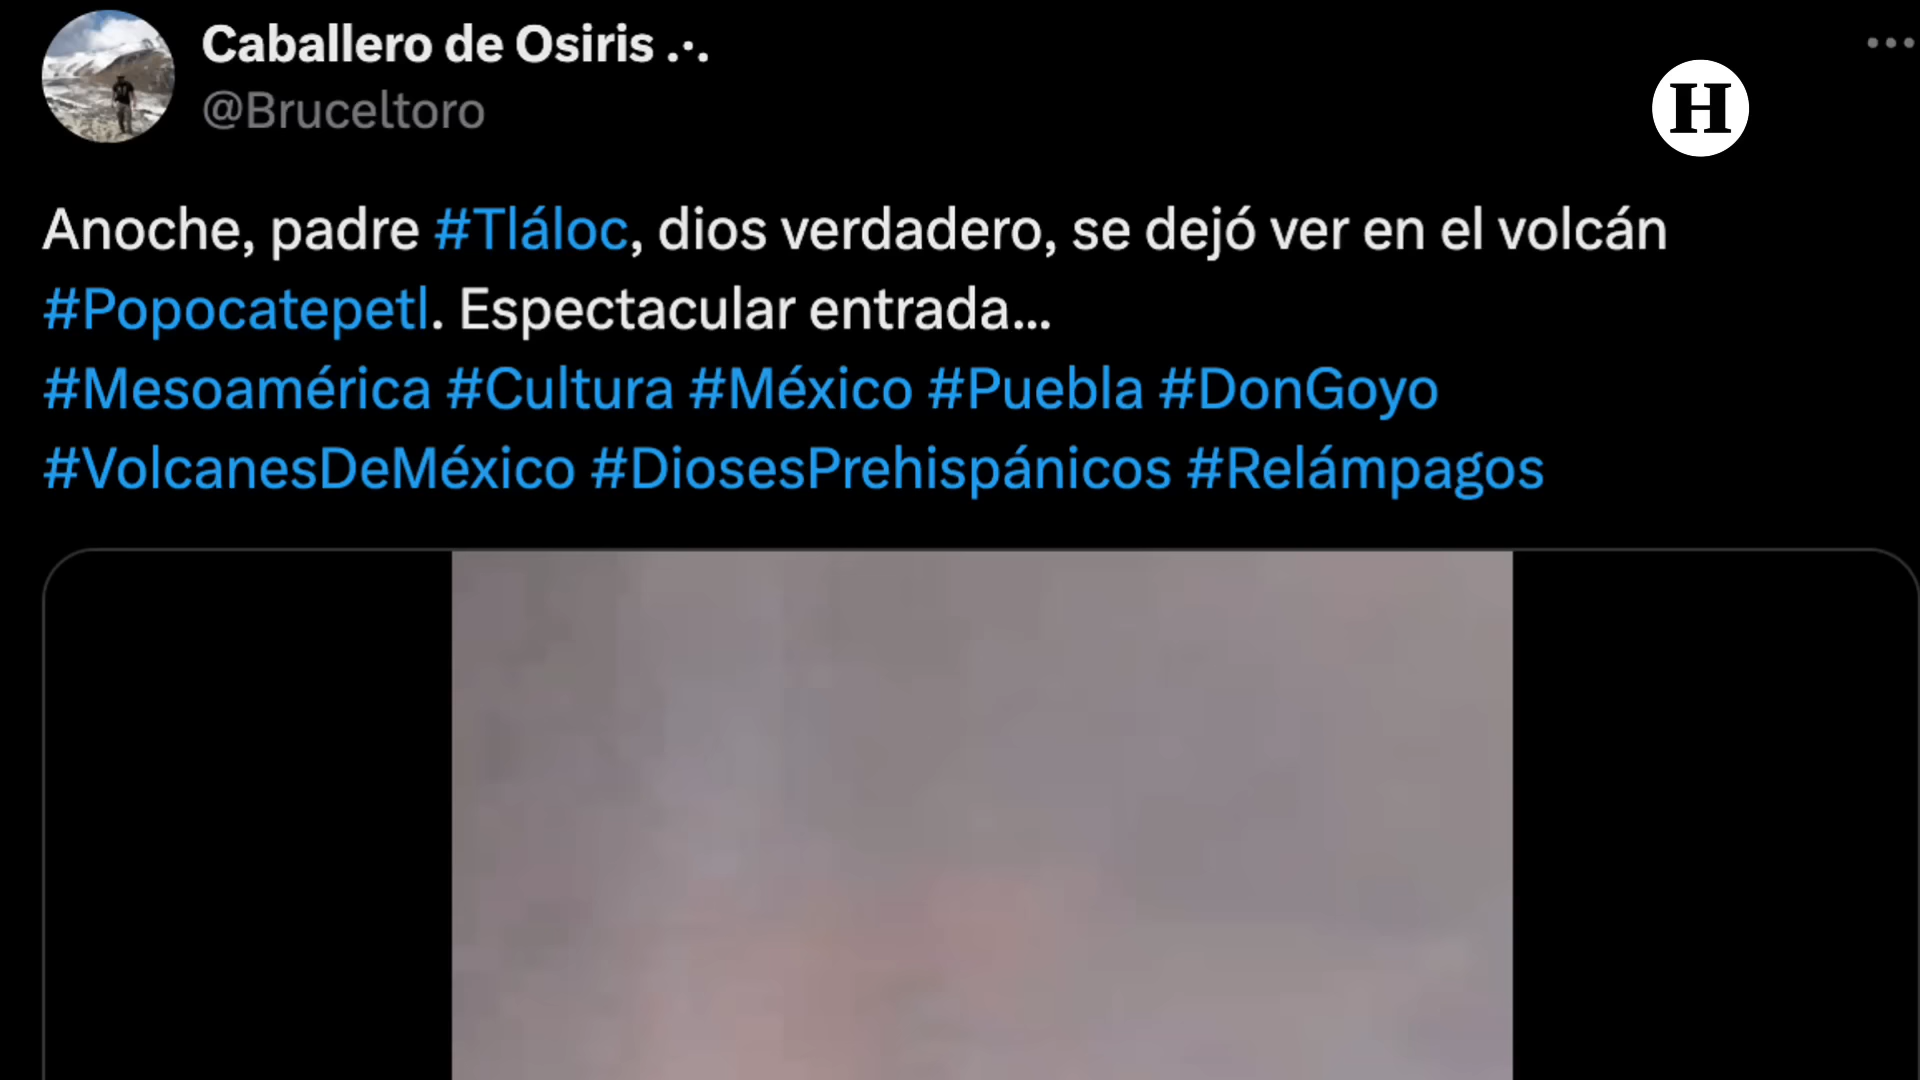 Caballero de Osiris .·.
@Bruceltoro
H
Anoche, padre #Tláloc, dios verdadero, se dejó ver en el volcán
#Popocatepetl. Espectacular entrada...
#Mesoamérica #Cultura #México #Puebla #DonGoyo
#VolcanesDeMéxico #DiosesPrehispánicos #Relámpagos